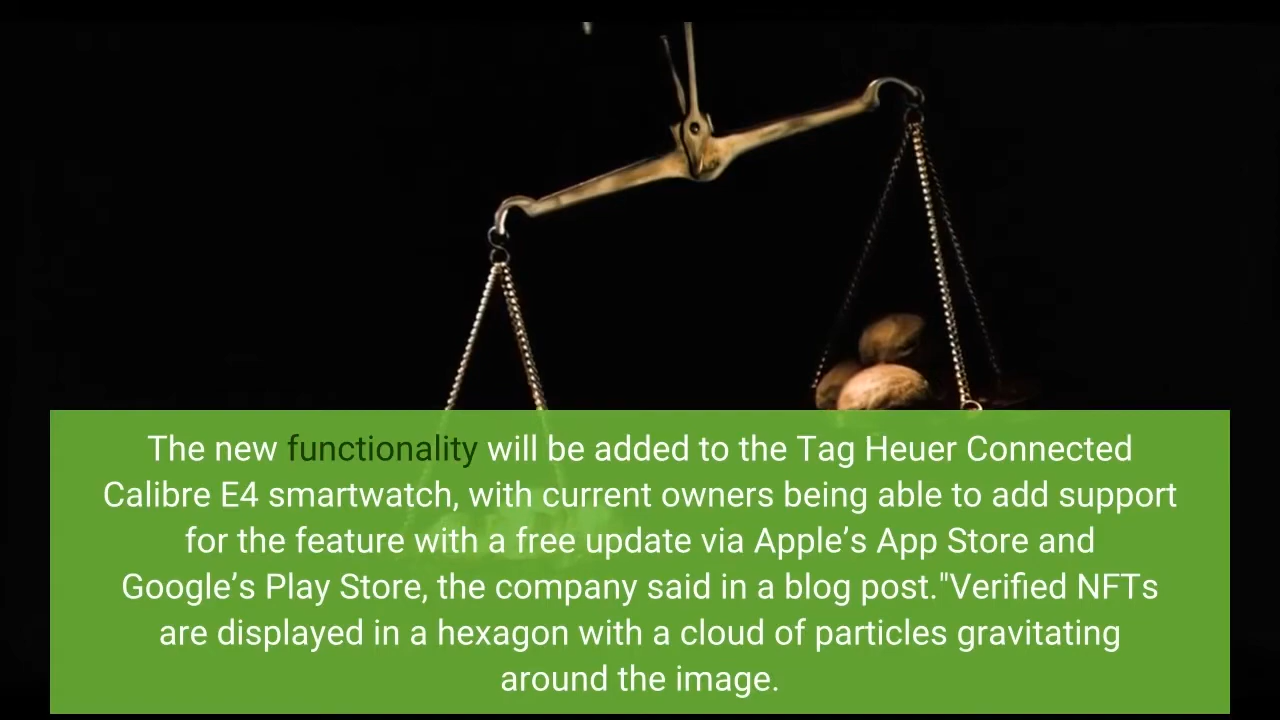 The new functionality will be added to the Tag Heuer Connected
Calibre E4 smartwatch, with current owners being able to add support
for the feature with a free update via Apple’s App Store and
Google’s Play Store, the company said in a blog post."Verified NFTs
are displayed in a hexagon with a cloud of particles gravitating
around the image.